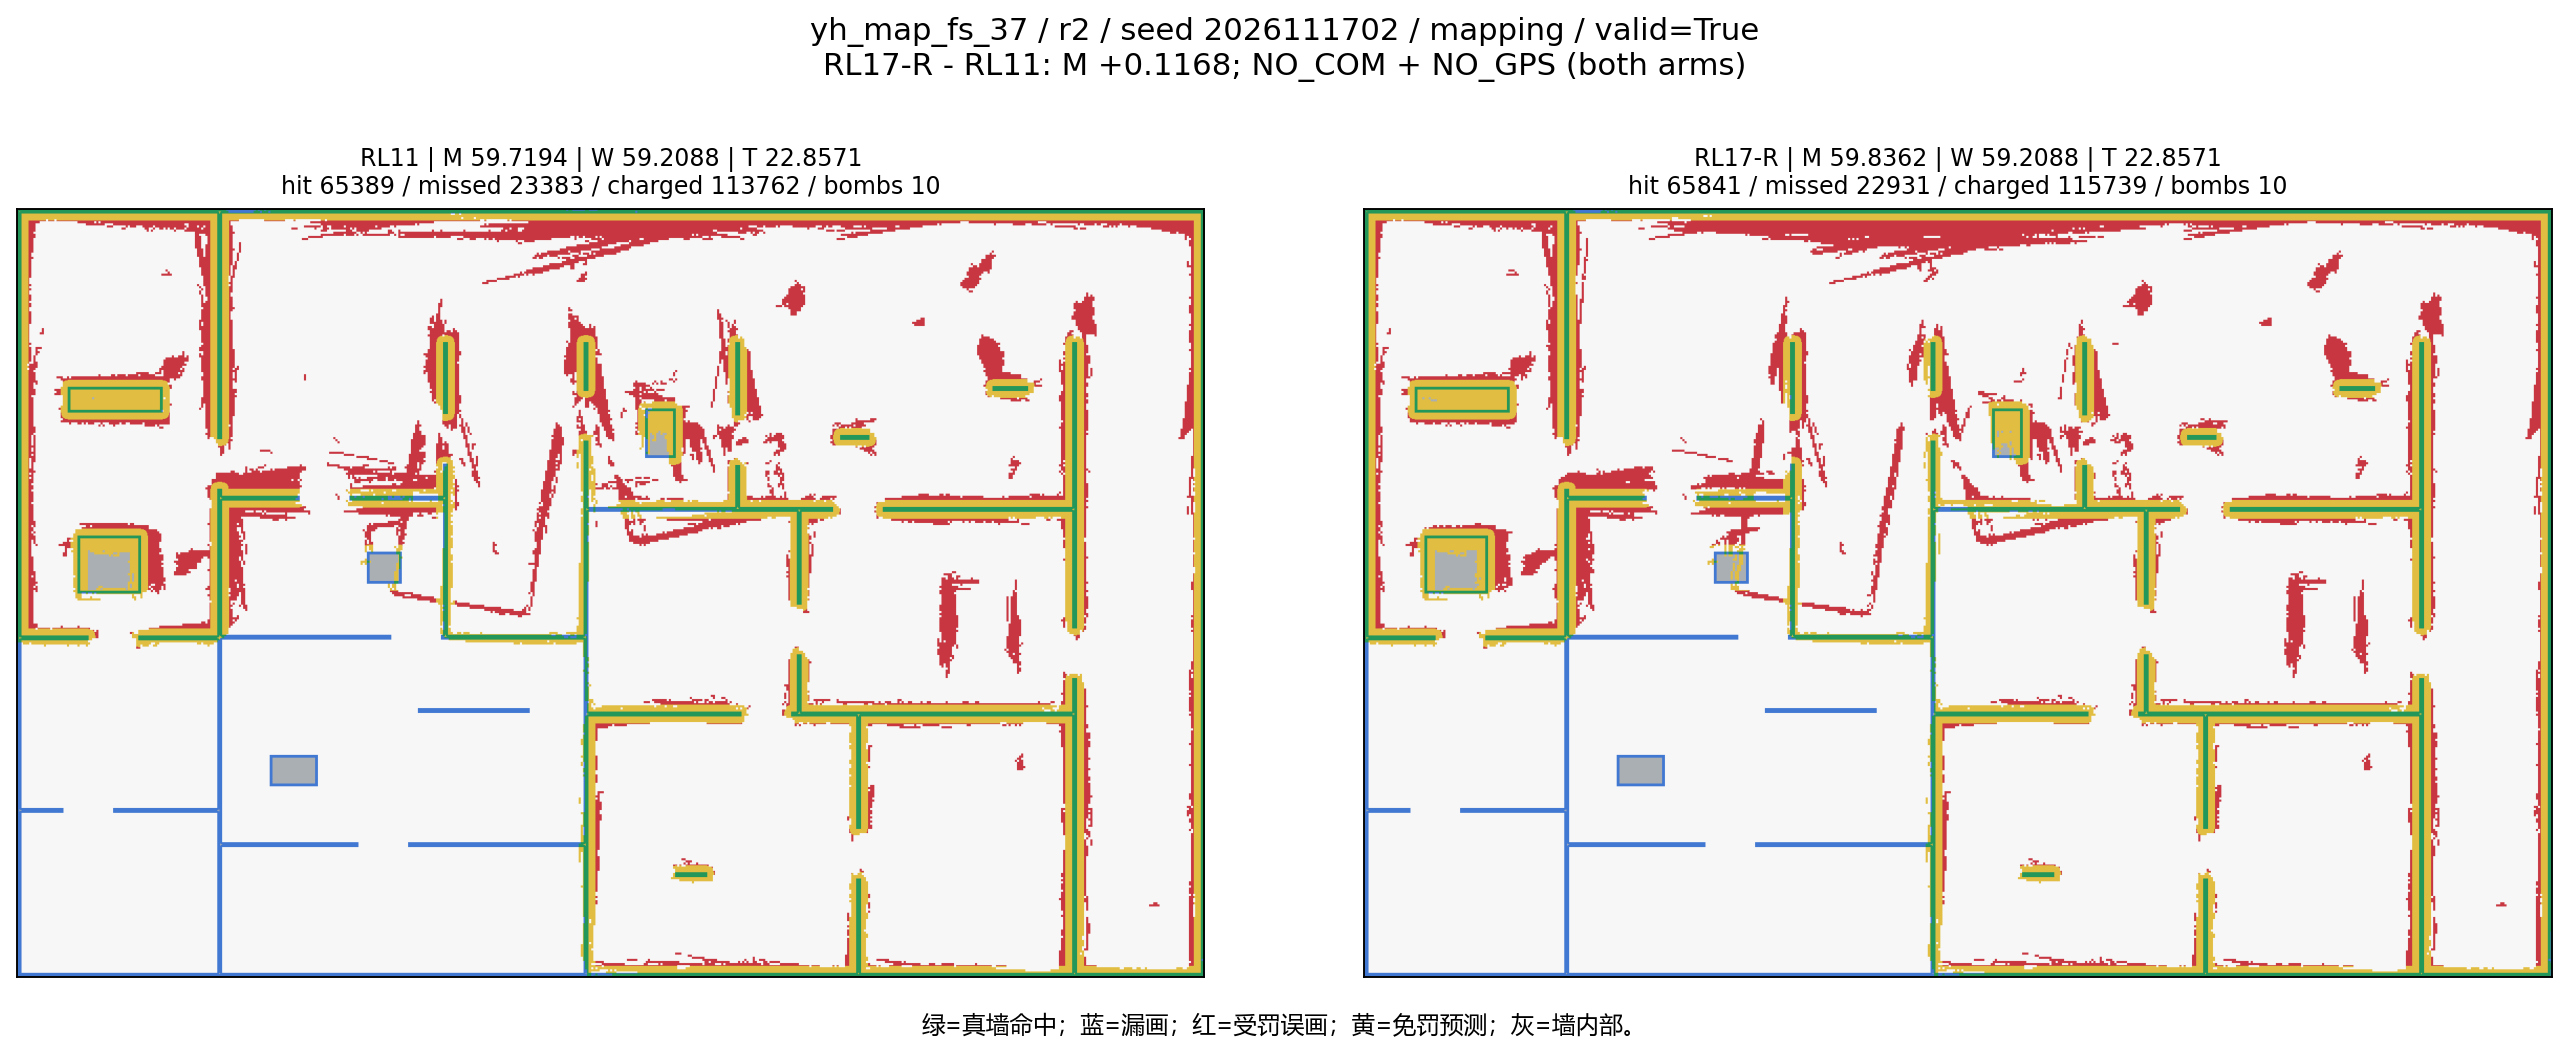 yh_map_fs_37 / r2 / seed 2026111702 / mapping / valid=True
RL17-R - RL11: M +0.1168; NO_COM + NO_GPS (both arms)
RL11 | M 59.7194 | W 59.2088 | T 22.8571
hit 65389 / missed 23383 / charged 113762 / bombs 10
RL17-R | M 59.8362 | W 59.2088 | T 22.8571
hit 65841 / missed 22931 / charged 115739 / bombs 10
绿=真墙命中；蓝=漏画；红=受罚误画；黄=免罚预测；灰=墙内部。